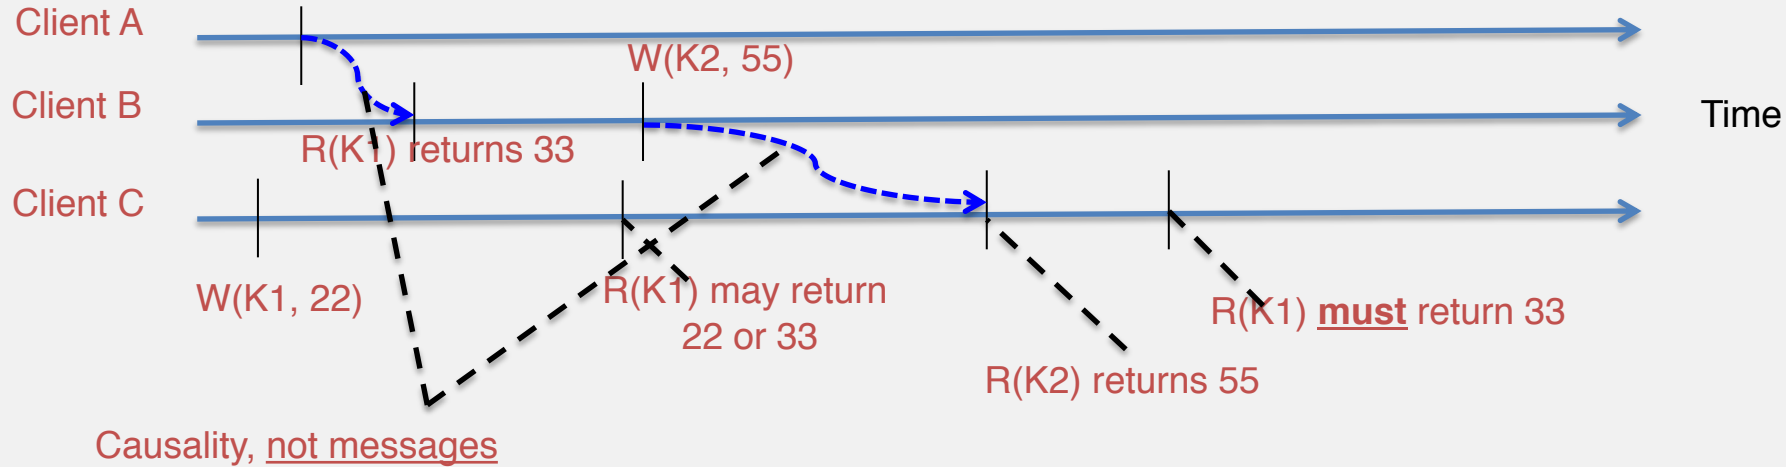 Client A
W(K2, 55)
Client B
Time
R(K1) returns 33
Client C
W(K1, 22)
R(K1) may return
22 or 33
R(K1) must return 33
R(K2) returns 55
Causality, not messages